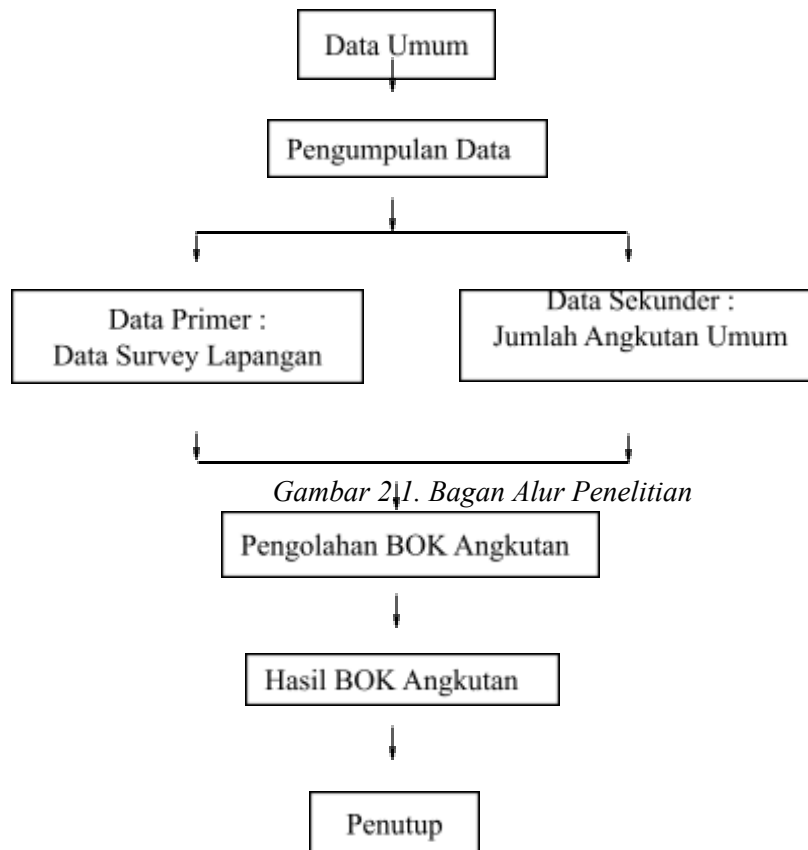 Data Umum
Pengumpulan Data
Data Primer :
Data Survey Lapangan
Data Sekunder :
Jumlah Angkutan Umum
Gambar 2.1. Bagan Alur Penelitian
Pengolahan BOK Angkutan
Hasil BOK Angkutan
Penutup